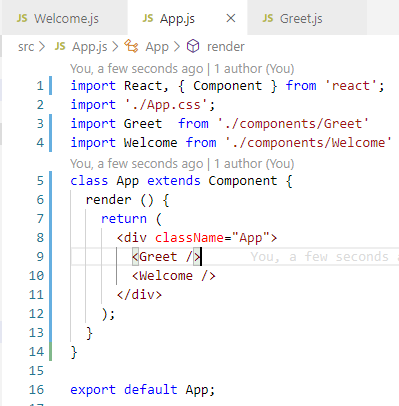 JS Welcome.js JS App.js × JS Greet.js
src > JS App.js > App > render
You, a few seconds ago | 1 author (You)
1 import React, { Component } from 'react';
2 import './App.css';
3 import Greet  from './components/Greet'
4 import Welcome from './components/Welcome'
You, a few seconds ago | 1 author (You)
5 class App extends Component {
6   render () {
7     return (
8       <div className="App">
9         <Greet /> You, a few seconds a
10         <Welcome />
11       </div>
12     );
13   }
14 }
15
16 export default App;